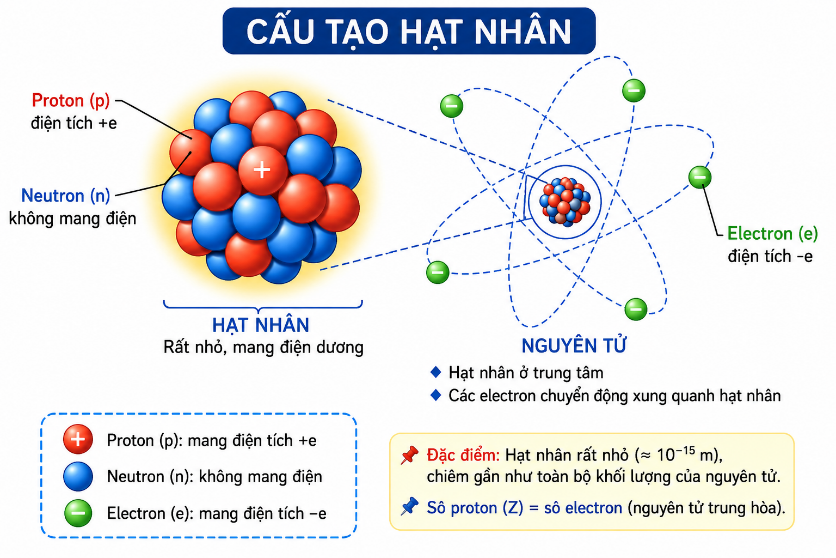 CẤU TẠO HẠT NHÂN
Proton (p)
điện tích +e
Neutron (n)
không mang điện
+
Electron (e)
điện tích –e
HẠT NHÂN
Rất nhỏ, mang điện dương
NGUYÊN TỬ
◆ Hạt nhân ở trung tâm
◆ Các electron chuyển động xung quanh hạt nhân
+ Proton (p): mang điện tích +e
Neutron (n): không mang điện
– Electron (e): mang điện tích –e
Đặc điểm: Hạt nhân rất nhỏ (≈ 10⁻¹⁵ m),
chiêm gần như toàn bộ khối lượng của nguyên tử.
Sô proton (Z) = sô electron (nguyên tử trung hòa).